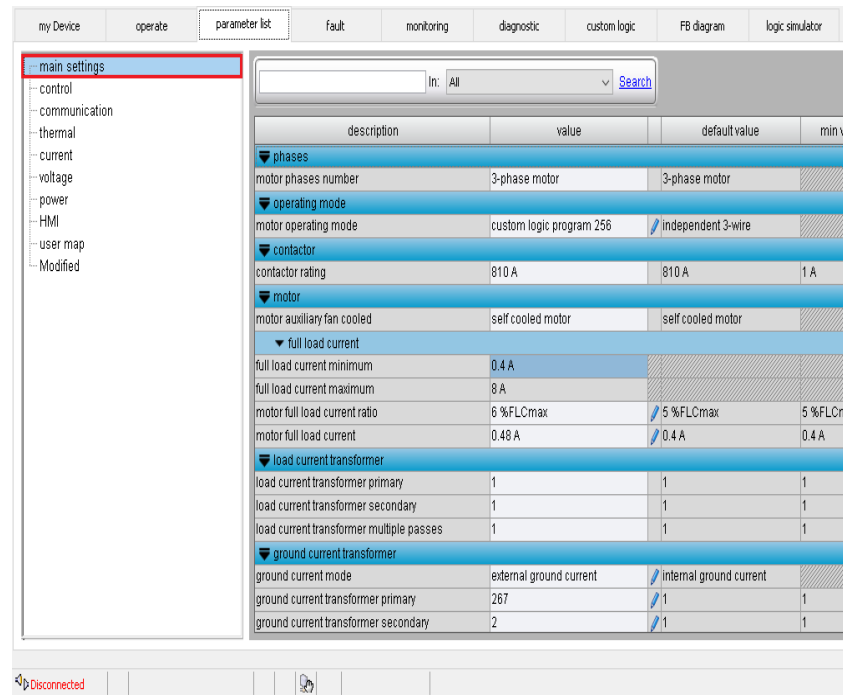 my Device operate parameter list fault monitoring diagnostic custom logic FB diagram logic simulator
main settings
control
communication
thermal
current
voltage
power
HMI
user map
Modified
In: All Search
description value default value min v
phases
motor phases number 3-phase motor 3-phase motor
operating mode
motor operating mode custom logic program 256 independent 3-wire
contactor
contactor rating 810 A 810 A 1 A
motor
motor auxiliary fan cooled self cooled motor self cooled motor
full load current
full load current minimum 0.4 A
full load current maximum 8 A
motor full load current ratio 6 %FLCmax 5 %FLCmax 5 %FLCm
motor full load current 0.48 A 0.4 A 0.4 A
load current transformer
load current transformer primary 1 1 1
load current transformer secondary 1 1 1
load current transformer multiple passes 1 1 1
ground current transformer
ground current mode external ground current internal ground current
ground current transformer primary 267 1 1
ground current transformer secondary 2 1 1
Disconnected